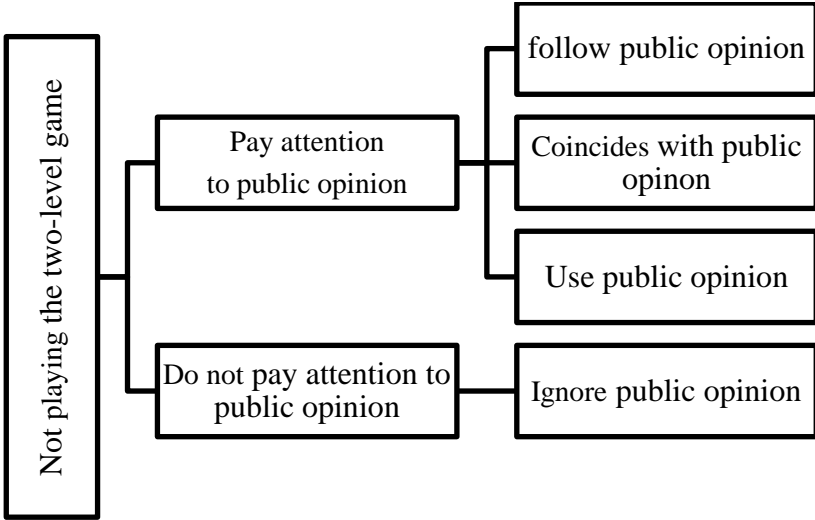 Not playing the two-level game
Pay attention
to public opinion
follow public opinion
Coincides with public
opinon
Use public opinion
Do not pay attention to
public opinion
Ignore public opinion